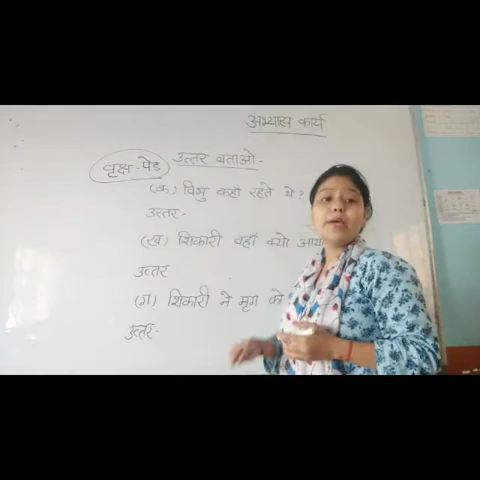 अभ्यास कार्य
वृक्ष - पेड़
उत्तर बताओ -
(क) विभु कहाँ रहते थे ?
उत्तर -
(ख) शिकारी वहाँ क्यो आया
उत्तर
(ग) शिकारी ने मृग को
उत्तर -